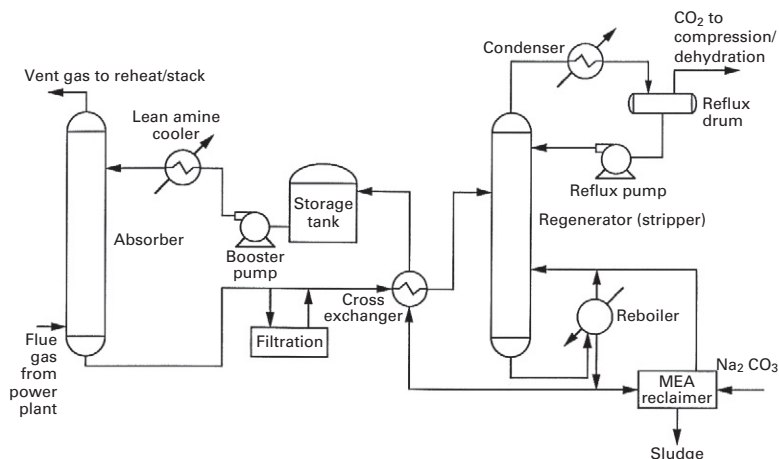 CO₂ to
compression/
dehydration
Condenser
Vent gas to reheat/stack
Reflux
drum
Lean amine
cooler
Reflux pump
Storage
tank
Regenerator (stripper)
Absorber
Booster
pump
Cross
exchanger
Reboiler
Filtration
Flue
gas
from
power
plant
Na₂ CO₃
MEA
reclaimer
Sludge